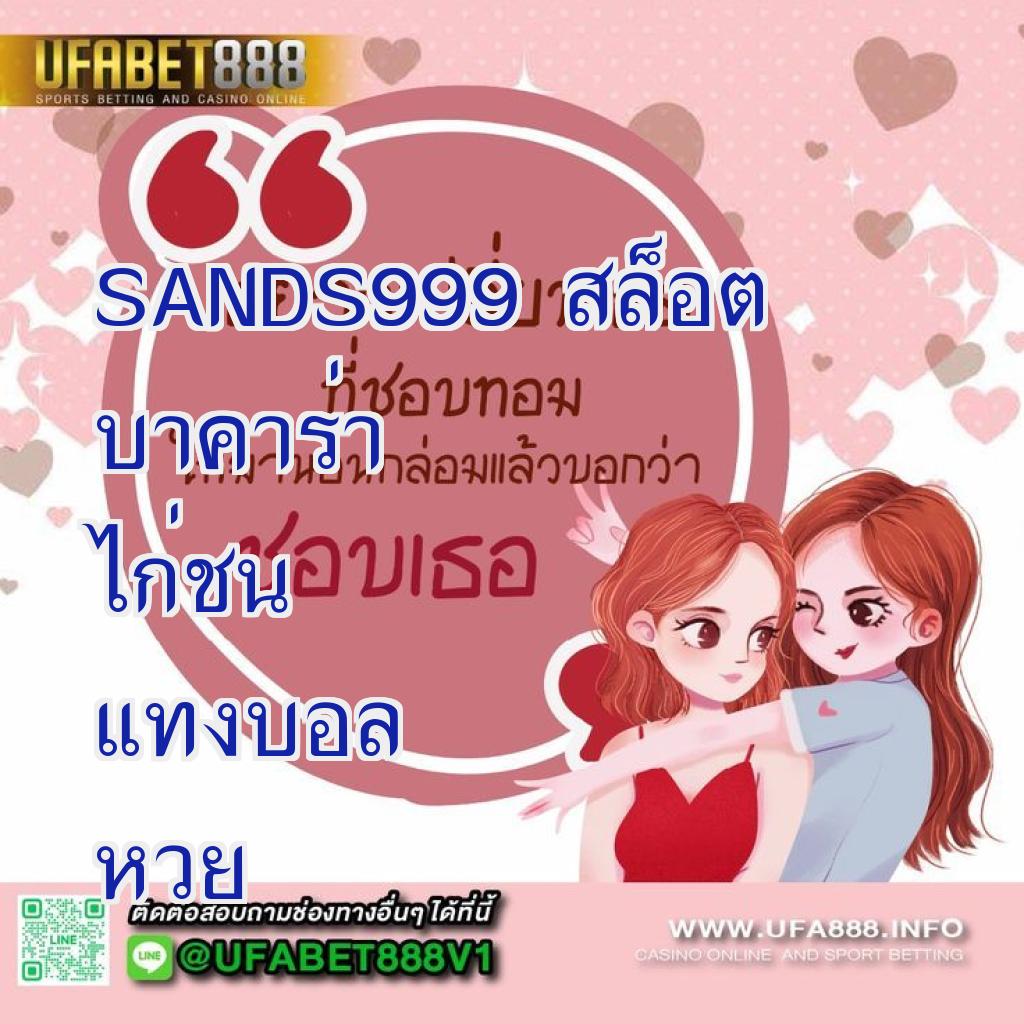 UFABET888
SPORTS BETTING AND CASINO ONLINE
SANDS999 สล็อต
ที่ชอบทอม
บาคาร่า
แล้วบอกว่า
ไก่ชน
ชอบเธอ
แทงบอล
หวย
ติดต่อสอบถามช่องทางอื่นๆ ได้ที่นี้
LINE
LINE @UFABET888V1
WWW.UFA888.INFO
CASINO ONLINE AND SPORT BETTING